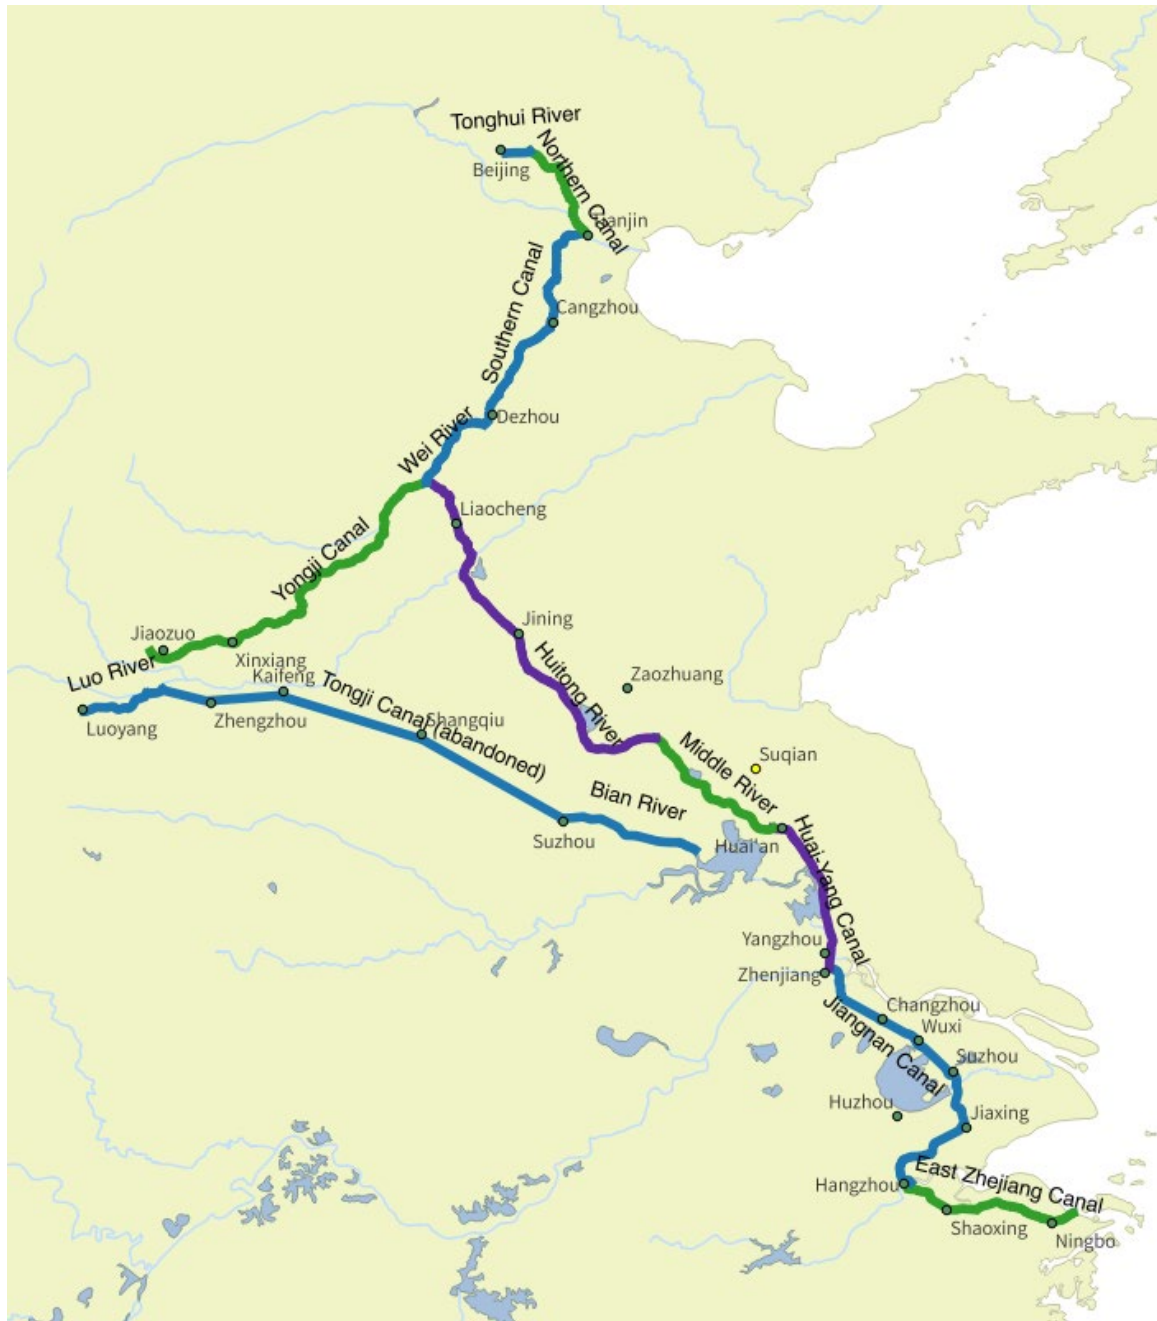 Tonghui River
Beijing
Northern Canal
Tianjin
Southern Canal
Cangzhou
Dezhou
Wei River
Liaocheng
Yongji Canal
Jiaozuo
Jining
Xinxiang
Luo River
Kaifeng
Huitong River
Zaozhuang
Luoyang
Zhengzhou
Tongji Canal (abandoned)
Shangqiu
Middle River
Suqian
Bian River
Suzhou
Huai'an
Huai-Yang Canal
Yangzhou
Zhenjiang
Changzhou
Jiangnan Canal
Wuxi
Suzhou
Huzhou
Jiaxing
East Zhejiang Canal
Hangzhou
Shaoxing
Ningbo